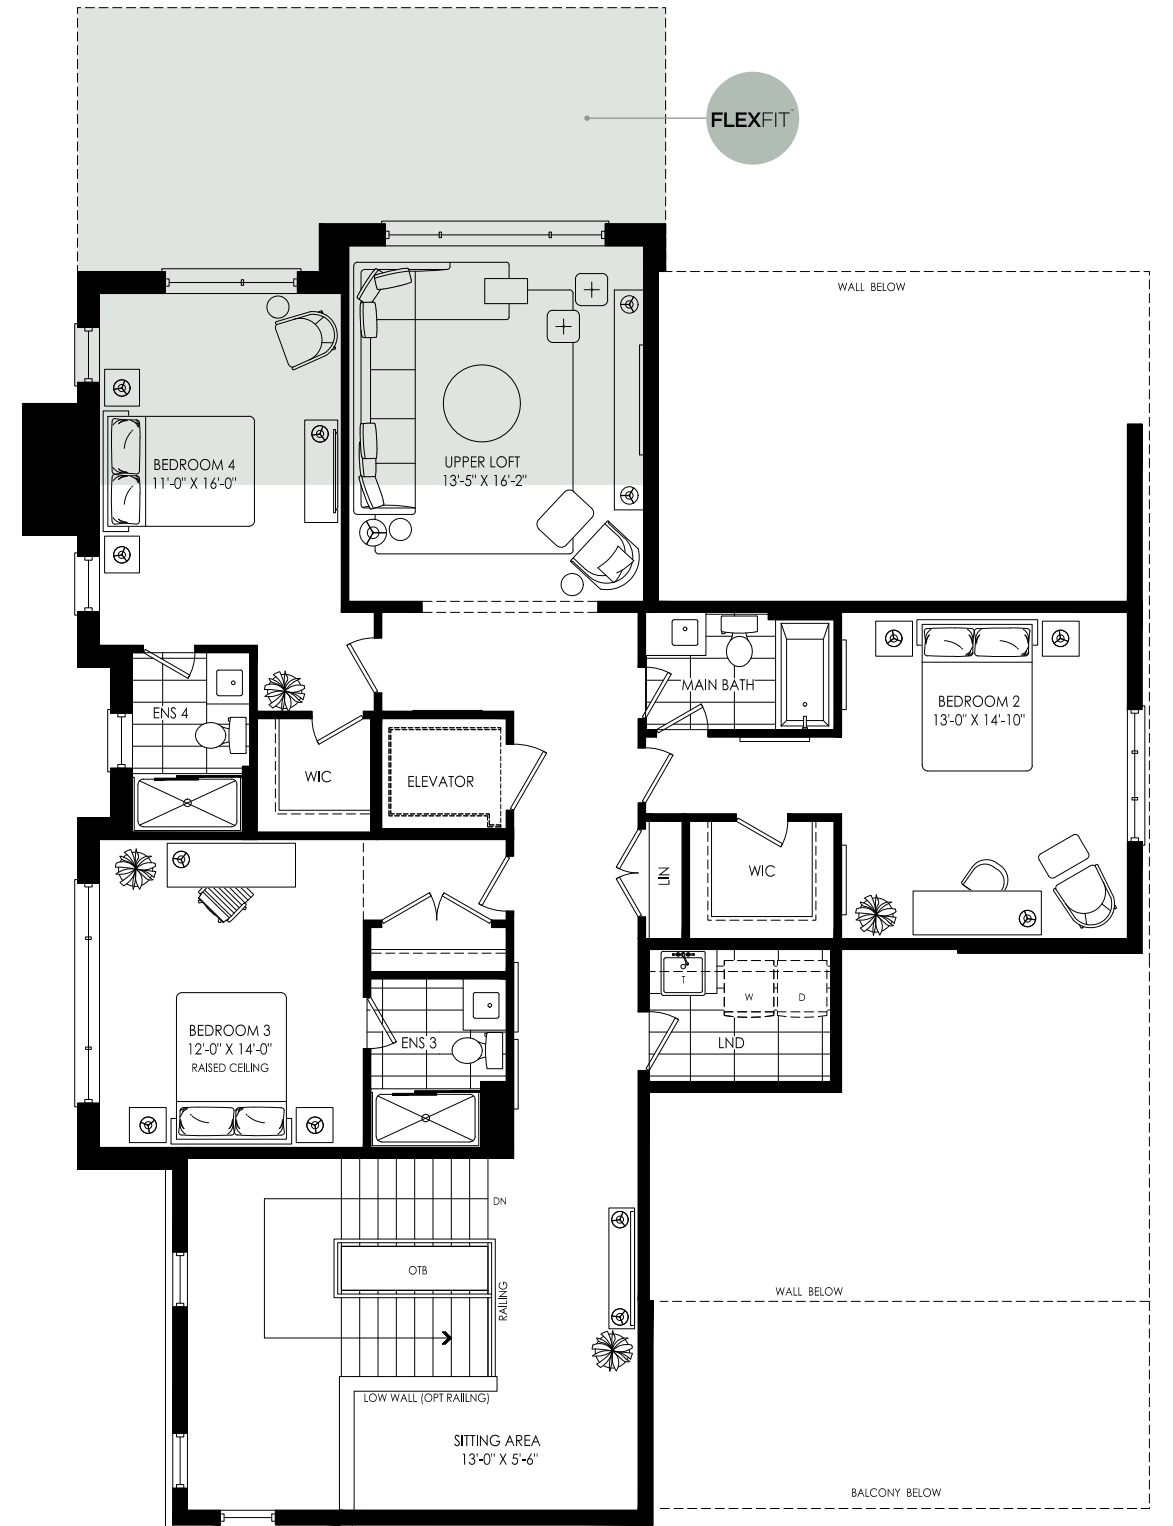 FLEXFIT™
WALL BELOW
BEDROOM 4
11'-0" X 16'-0"
UPPER LOFT
13'-5" X 16'-2"
MAIN BATH
BEDROOM 2
13'-0" X 14'-10"
ENS 4
WIC
ELEVATOR
LIN
WIC
T
W
D
BEDROOM 3
12'-0" X 14'-0"
RAISED CEILING
ENS 3
LND
DN
OTB
RAILING
WALL BELOW
LOW WALL (OPT RAILNG)
SITTING AREA
13'-0" X 5'-6"
BALCONY BELOW